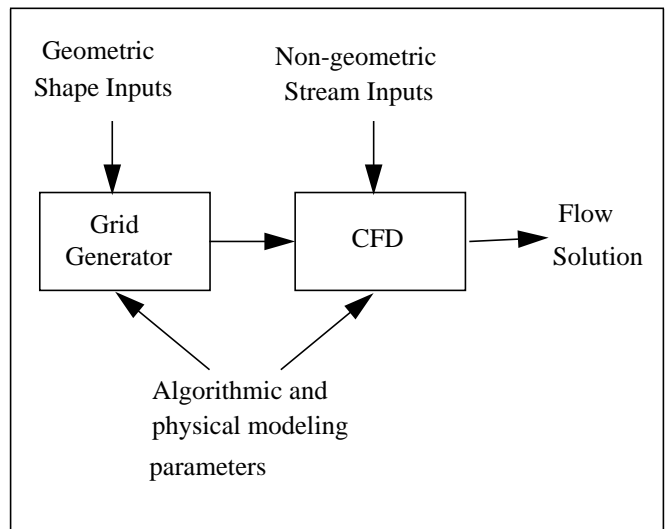 Geometric
Shape Inputs
Non-geometric
Stream Inputs
Grid
Generator
CFD
Flow
Solution
Algorithmic and
physical modeling
parameters